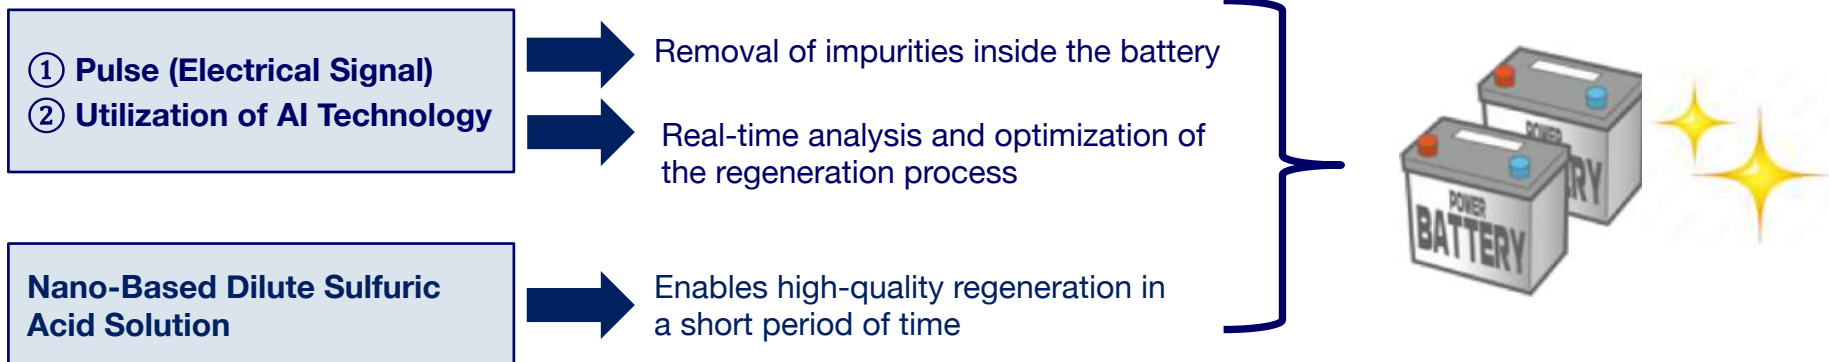 ① Pulse (Electrical Signal)
② Utilization of AI Technology
Removal of impurities inside the battery
Real-time analysis and optimization of
the regeneration process
Nano-Based Dilute Sulfuric
Acid Solution
Enables high-quality regeneration in
a short period of time
POWER
RY
POWER
BATTERY